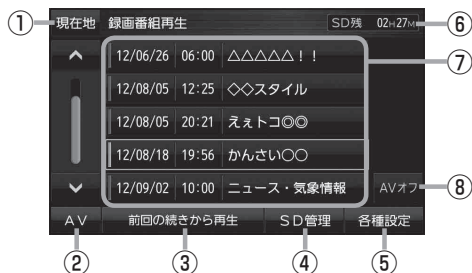 ① 現在地 録画番組再生 SD残 02H27M ⑥
⑦
12/06/26 06:00 △△△△△！！
12/08/05 12:25 ◇◇スタイル
12/08/05 20:21 えぇトコ◎◎
12/08/18 19:56 かんさい○○
12/09/02 10:00 ニュース・気象情報 AVオフ ⑧
AV 前回の続きから再生 SD管理 各種設定
② ③ ④ ⑤